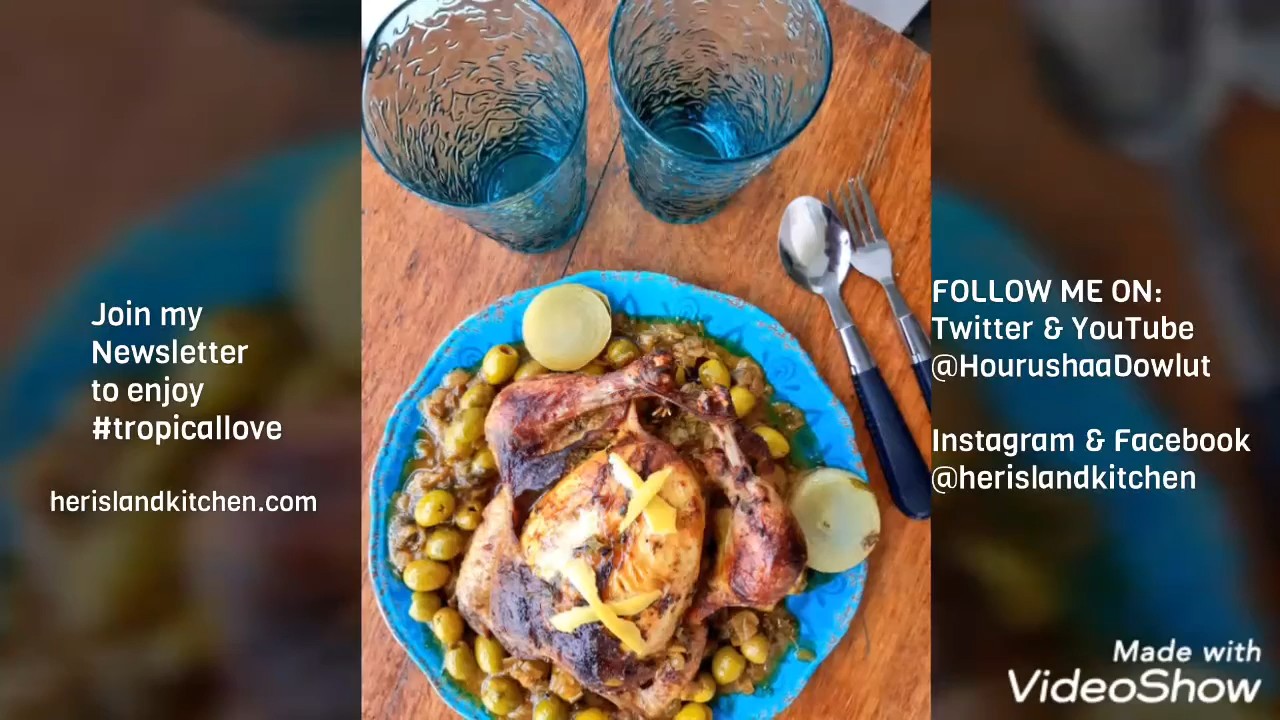 Join my
Newsletter
to enjoy
#tropicallove
herislandkitchen.com
FOLLOW ME ON:
Twitter & YouTube
@HourushaaDowlut
Instagram & Facebook
@herislandkitchen
Made with
VideoShow